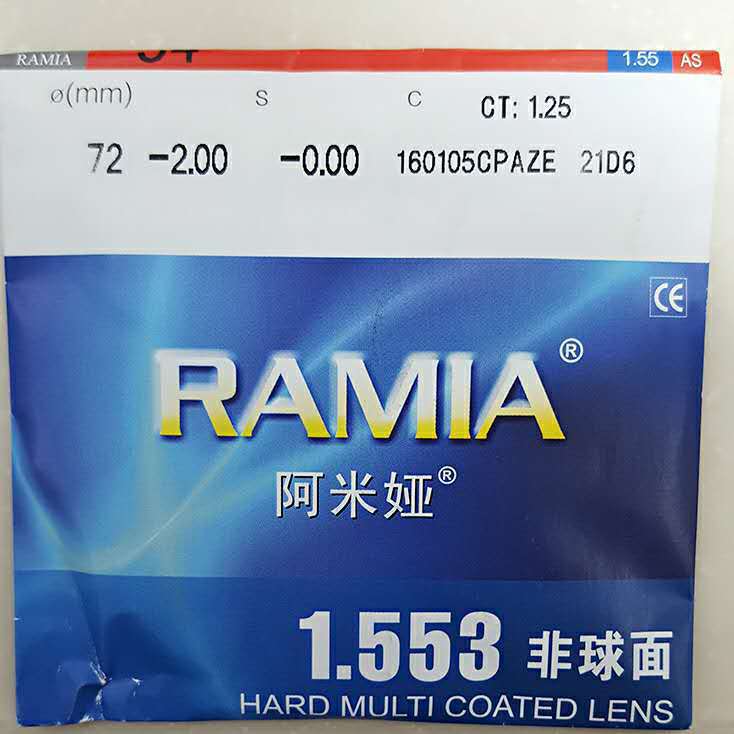 RAMIA 1.55 AS
ø(mm) S C CT: 1.25
72 -2.00 -0.00 160105CPAZE 21D6
CE
RAMIA®
阿米娅®
1.553 非球面
HARD MULTI COATED LENS